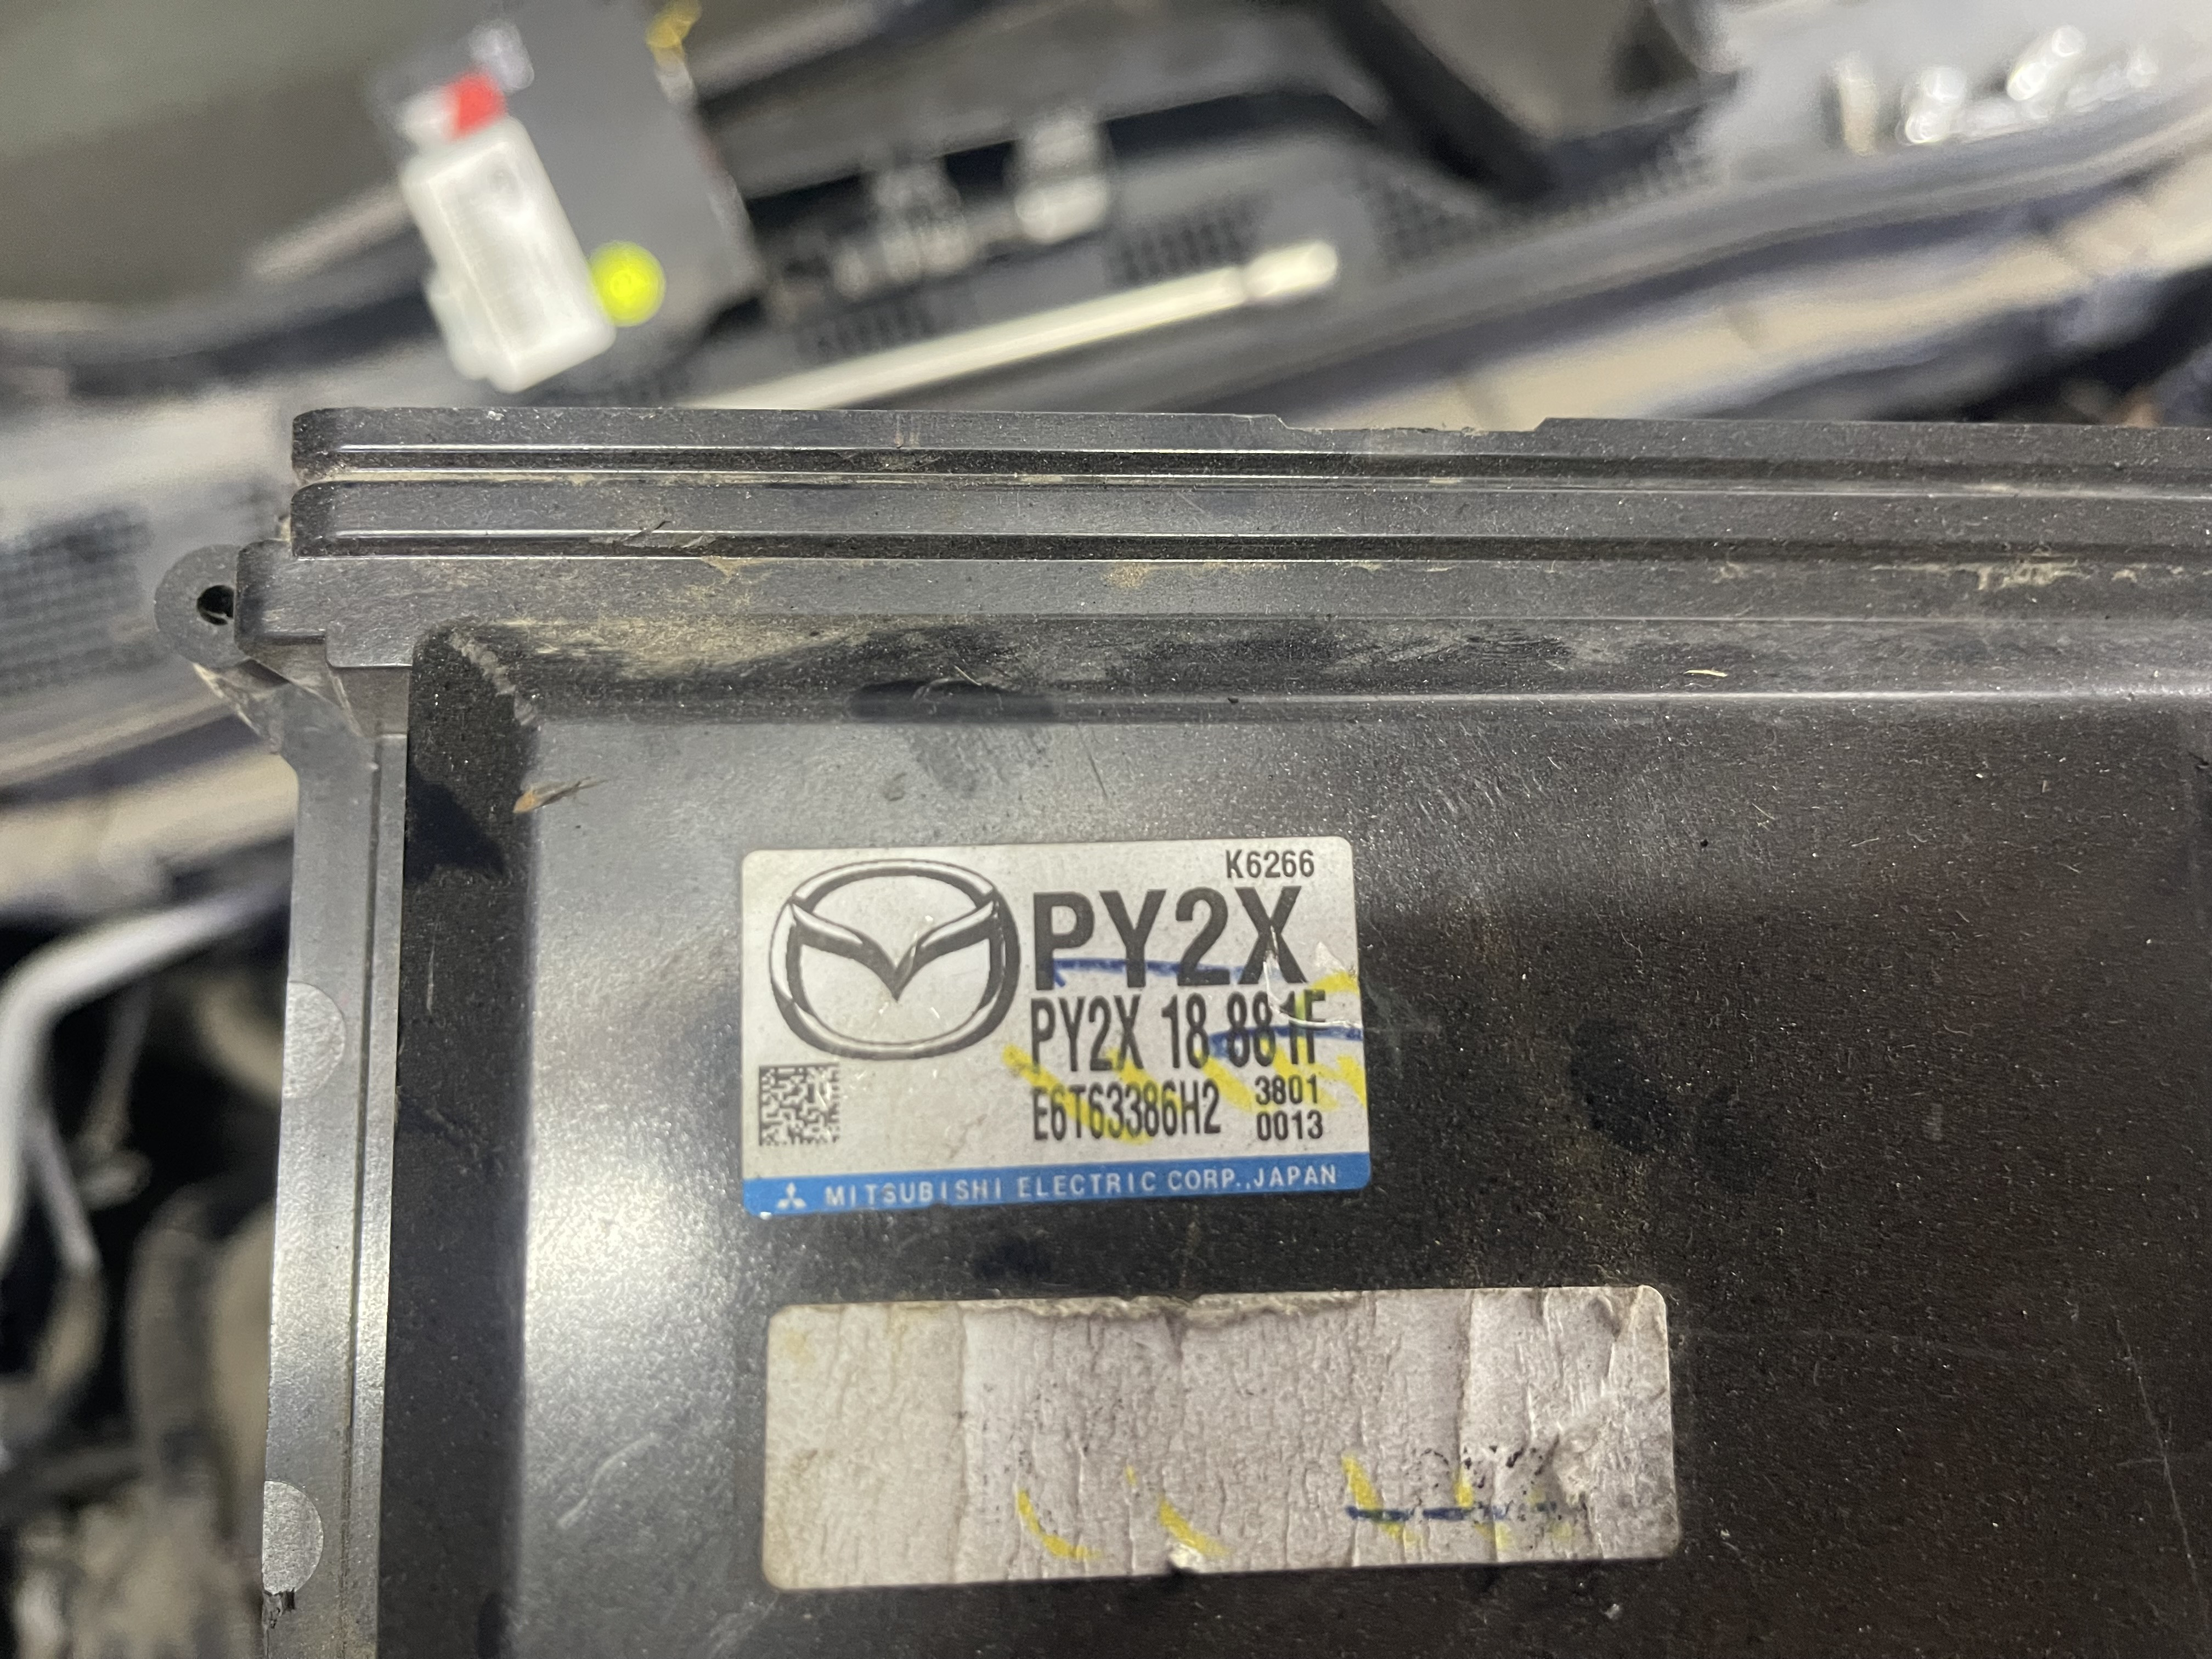 K6266
PY2X
PY2X 18 881F
E6T63386H2 3801
0013
MITSUBISHI ELECTRIC CORP., JAPAN